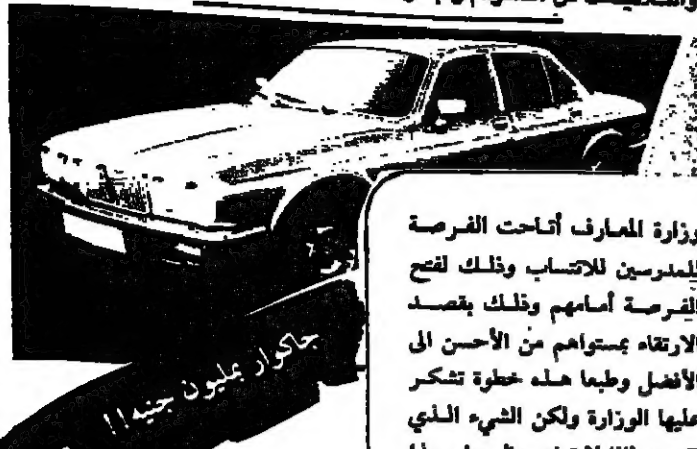 جاكوار بمليون جنيه!!
وزارة المعارف أتاحت الفرصة
للمدرسين للانتساب وذلك لفتح
الفرصة أمامهم وذلك بقصد
الارتقاء بمستواهم من الأحسن الى
الأفضل وطبعا هذه خطوة تشكر
عليها الوزارة ولكن الشيء الذي